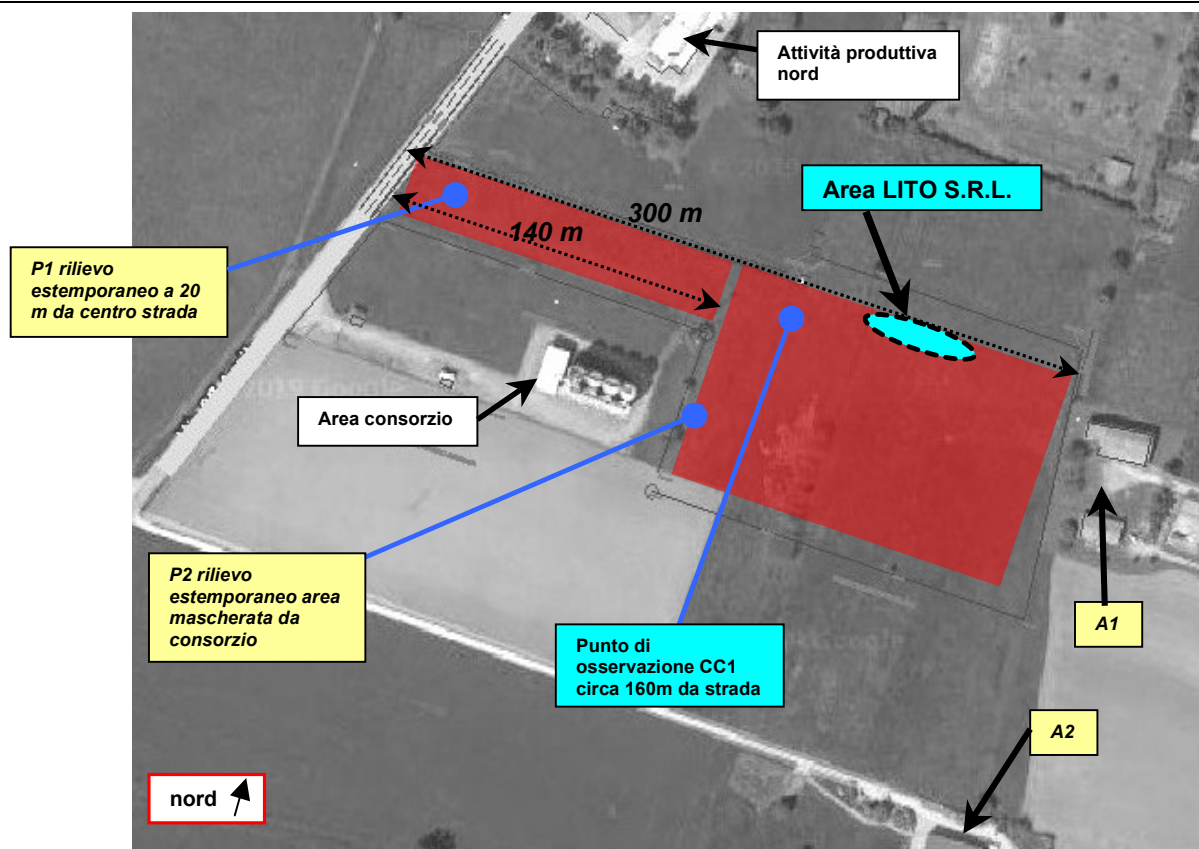 Attività produttiva
nord
Area LITO S.R.L.
300 m
140 m
P1 rilievo
estemporaneo a 20
m da centro strada
Area consorzio
P2 rilievo
estemporaneo area
mascherata da
consorzio
Punto di
osservazione CC1
circa 160m da strada
A1
A2
nord